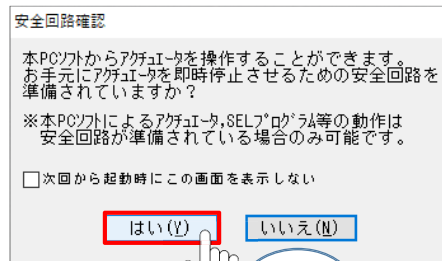 安全回路確認
本PCｿﾌﾄからｱｸﾁｭｴｰﾀを操作することができます。
お手元にｱｸﾁｭｴｰﾀを即時停止させるための安全回路を
準備されていますか？
※本PCｿﾌﾄによるｱｸﾁｭｴｰﾀ,SELﾌﾟﾛｸﾞﾗﾑ等の動作は
安全回路が準備されている場合のみ可能です。
次回から起動時にこの画面を表示しない
はい(Y)
いいえ(N)